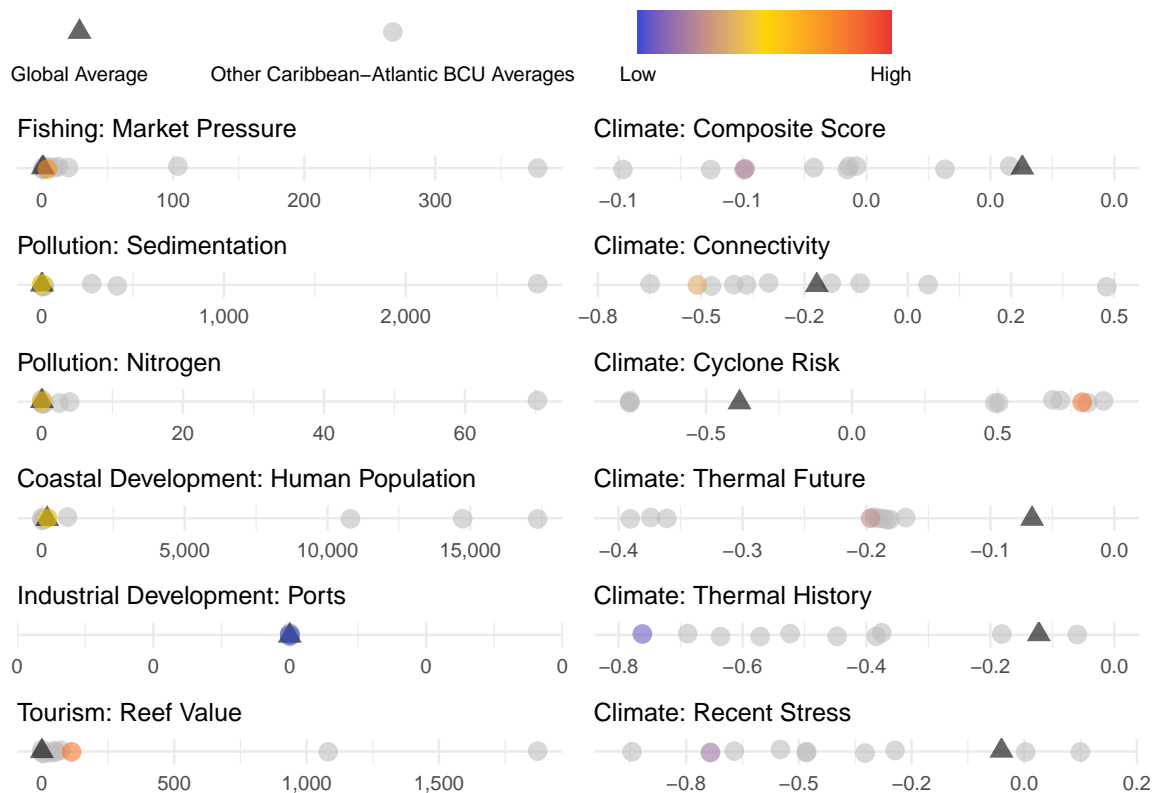 Global Average
Other Caribbean−Atlantic BCU Averages
Low
High
Fishing: Market Pressure
0 100 200 300
Climate: Composite Score
−0.1 −0.1 0.0 0.0 0.0
Pollution: Sedimentation
0 1,000 2,000
Climate: Connectivity
−0.8 −0.5 −0.2 0.0 0.2 0.5
Pollution: Nitrogen
0 20 40 60
Climate: Cyclone Risk
−0.5 0.0 0.5
Coastal Development: Human Population
0 5,000 10,000 15,000
Climate: Thermal Future
−0.4 −0.3 −0.2 −0.1 0.0
Industrial Development: Ports
0 0 0 0 0
Climate: Thermal History
−0.8 −0.6 −0.4 −0.2 0.0
Tourism: Reef Value
0 500 1,000 1,500
Climate: Recent Stress
−0.8 −0.5 −0.2 0.0 0.2